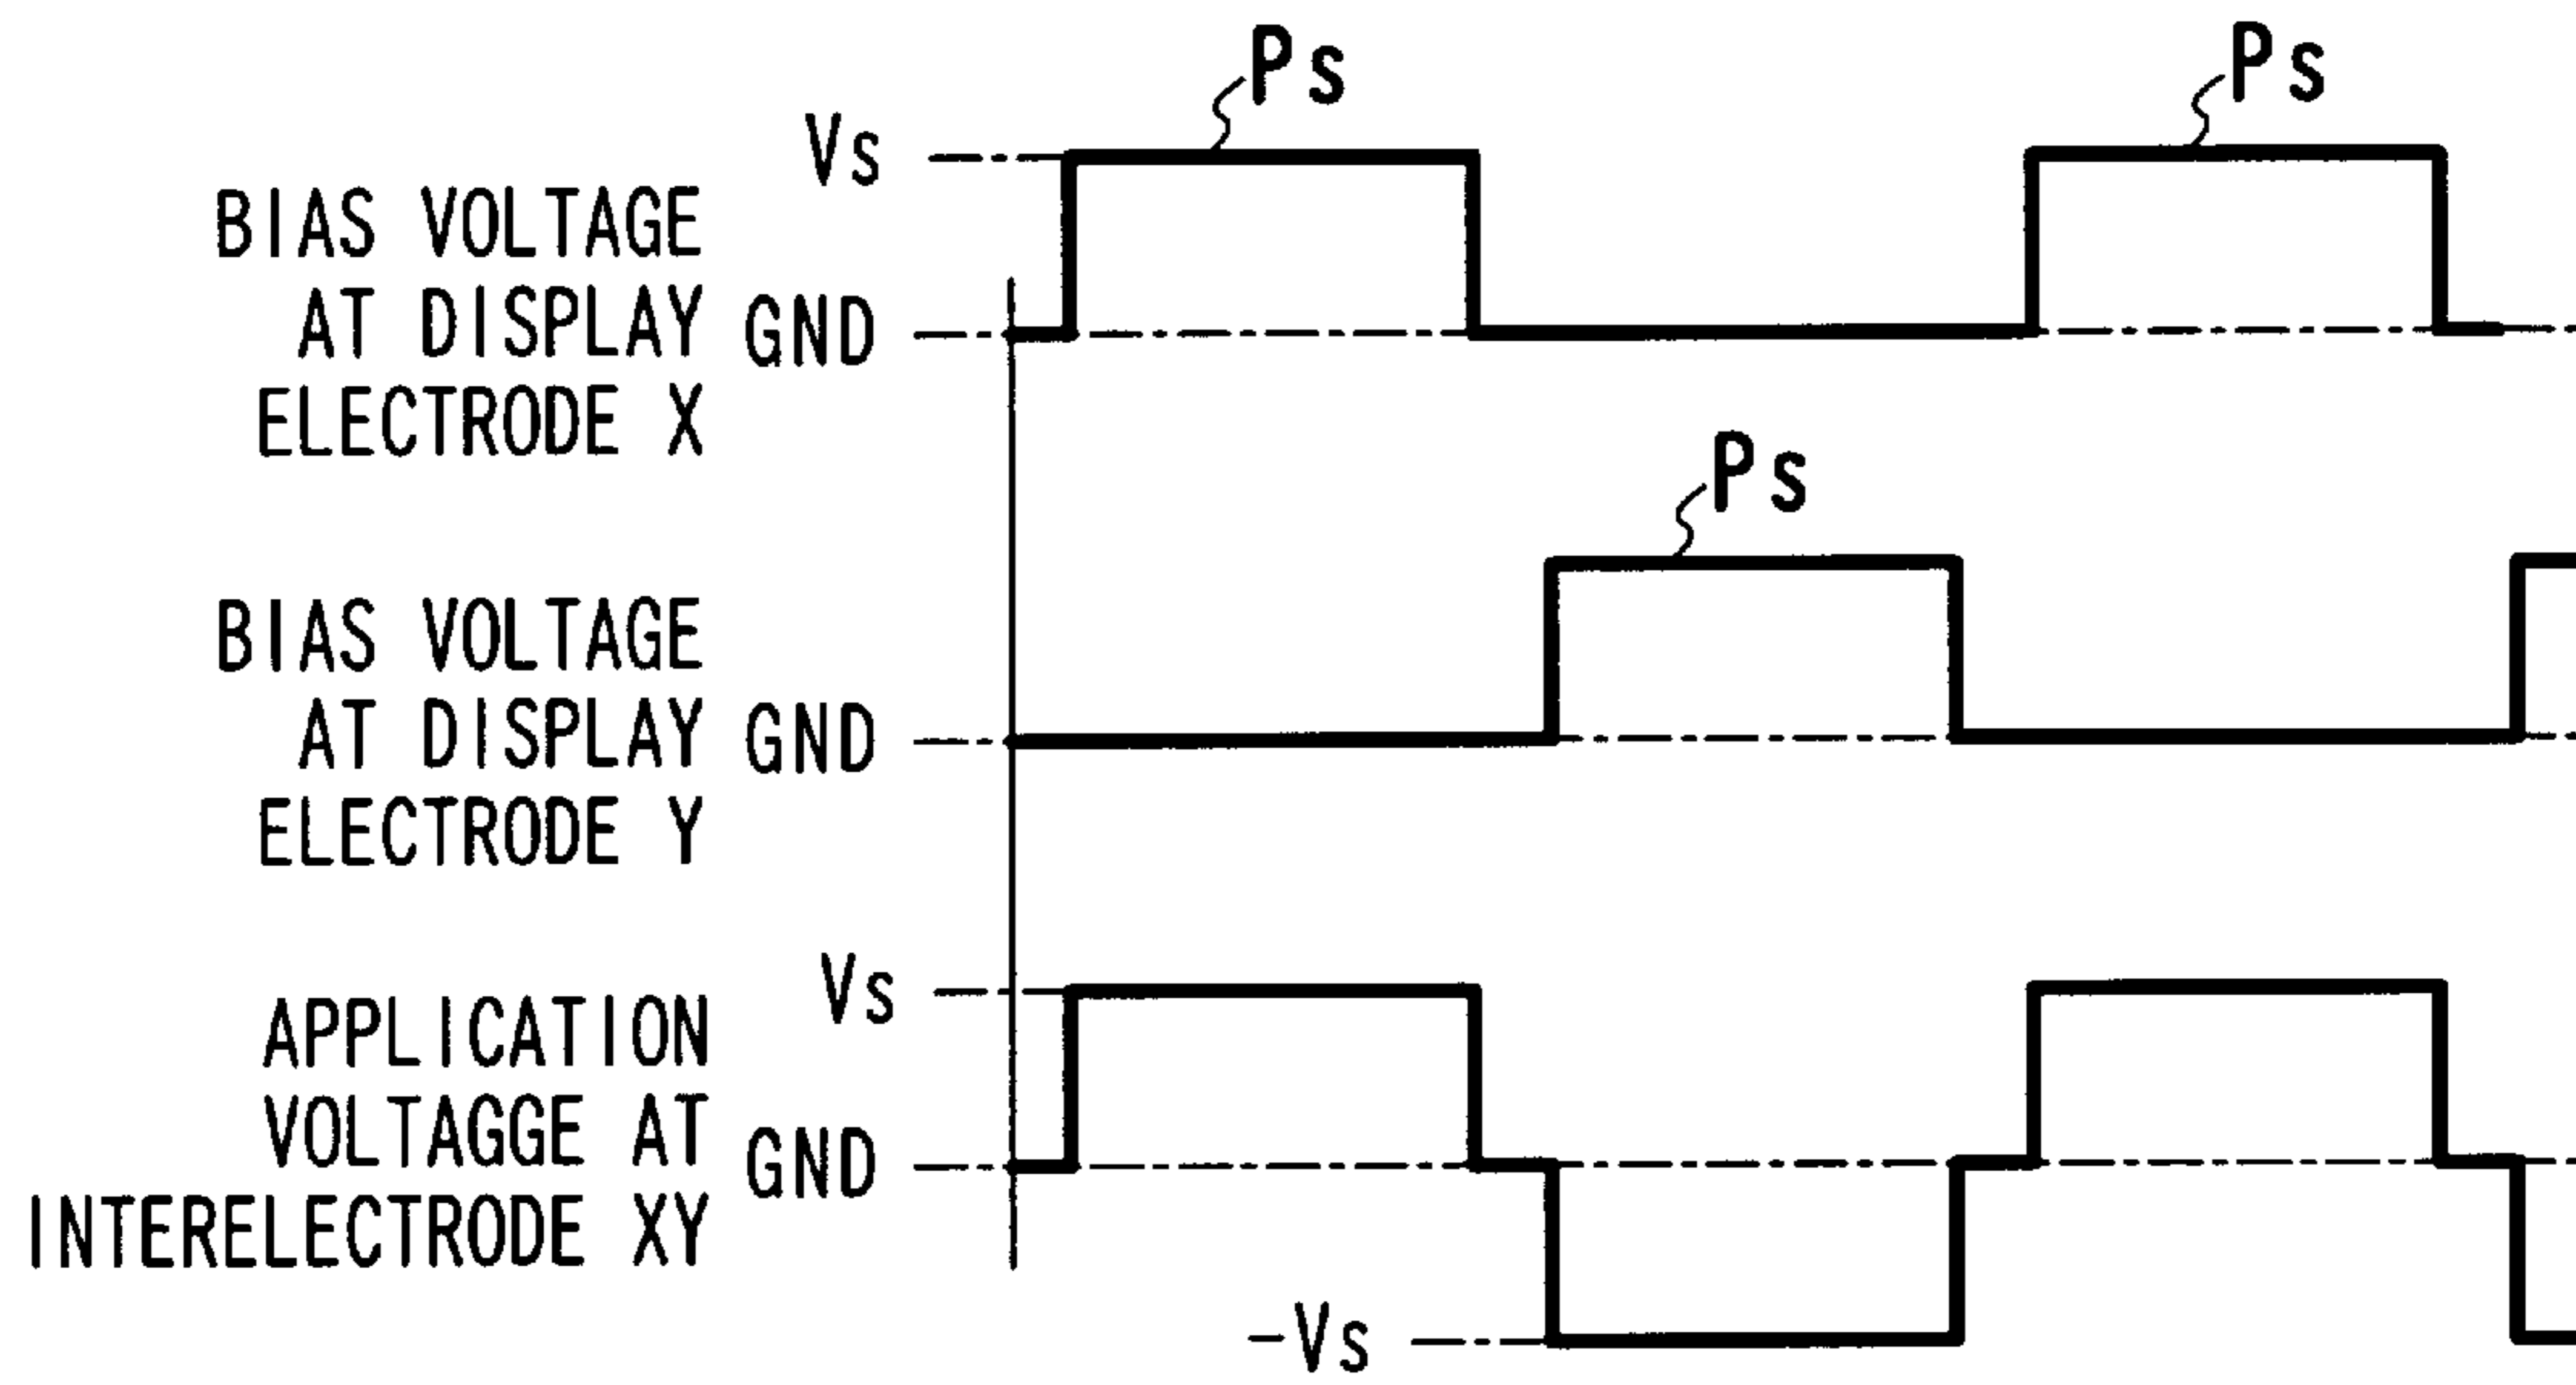 Ps
Ps
Vs
BIAS VOLTAGE
AT DISPLAY
ELECTRODE X
GND
Ps
BIAS VOLTAGE
AT DISPLAY
ELECTRODE Y
GND
Vs
APPLICATION
VOLTAGGE AT
INTERELECTRODE XY
GND
-Vs